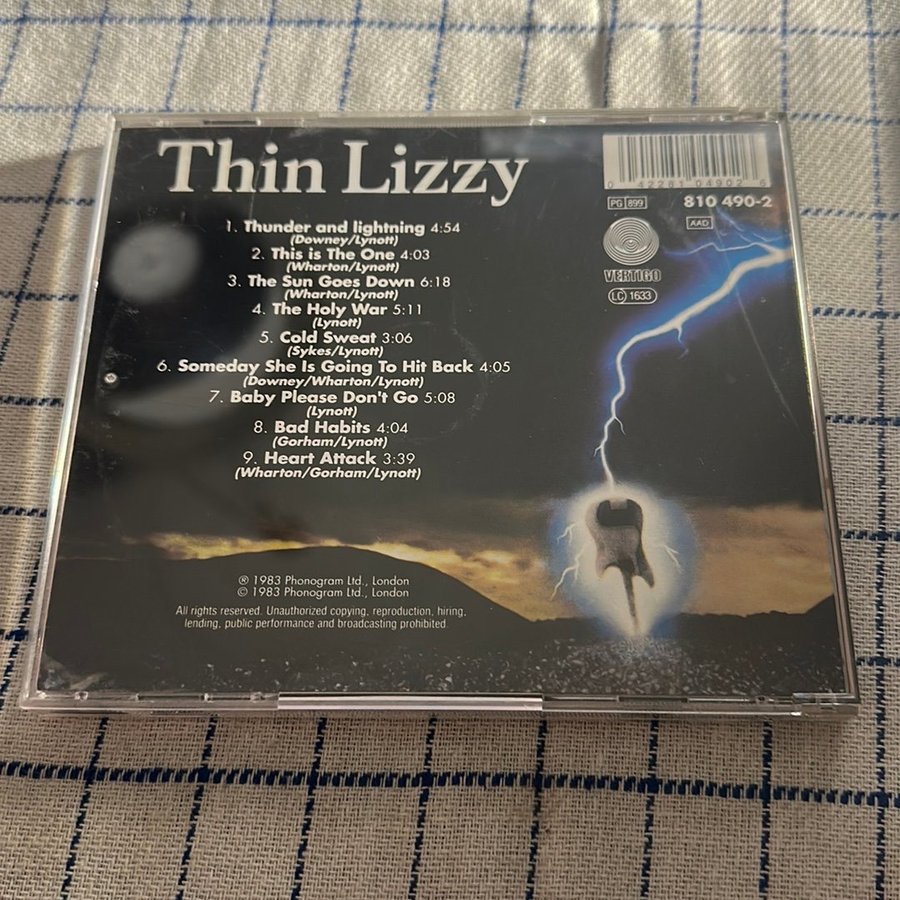 Thin Lizzy
1. Thunder and lightning 4:54
(Downey/Lynott)
2. This is The One 4:03
(Wharton/Lynott)
3. The Sun Goes Down 6:18
(Wharton/Lynott)
4. The Holy War 5:11
(Lynott)
5. Cold Sweat 3:06
(Sykes/Lynott)
6. Someday She Is Going To Hit Back 4:05
(Downey/Wharton/Lynott)
7. Baby Please Don't Go 5:08
(Lynott)
8. Bad Habits 4:04
(Gorham/Lynott)
9. Heart Attack 3:39
(Wharton/Gorham/Lynott)
0 42281 04902 6
PG 899
810 490-2
AAD
VERTIGO
LC 1633
℗ 1983 Phonogram Ltd., London
© 1983 Phonogram Ltd., London
All rights reserved. Unauthorized copying, reproduction, hiring,
lending, public performance and broadcasting prohibited.